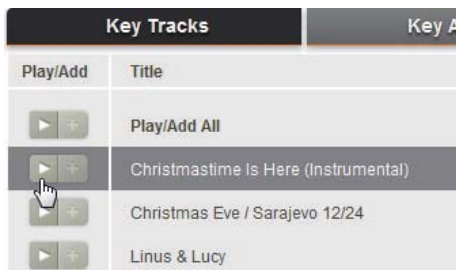 Key Tracks Key A
Play/Add Title
Play/Add All
Christmastime Is Here (Instrumental)
Christmas Eve / Sarajevo 12/24
Linus & Lucy